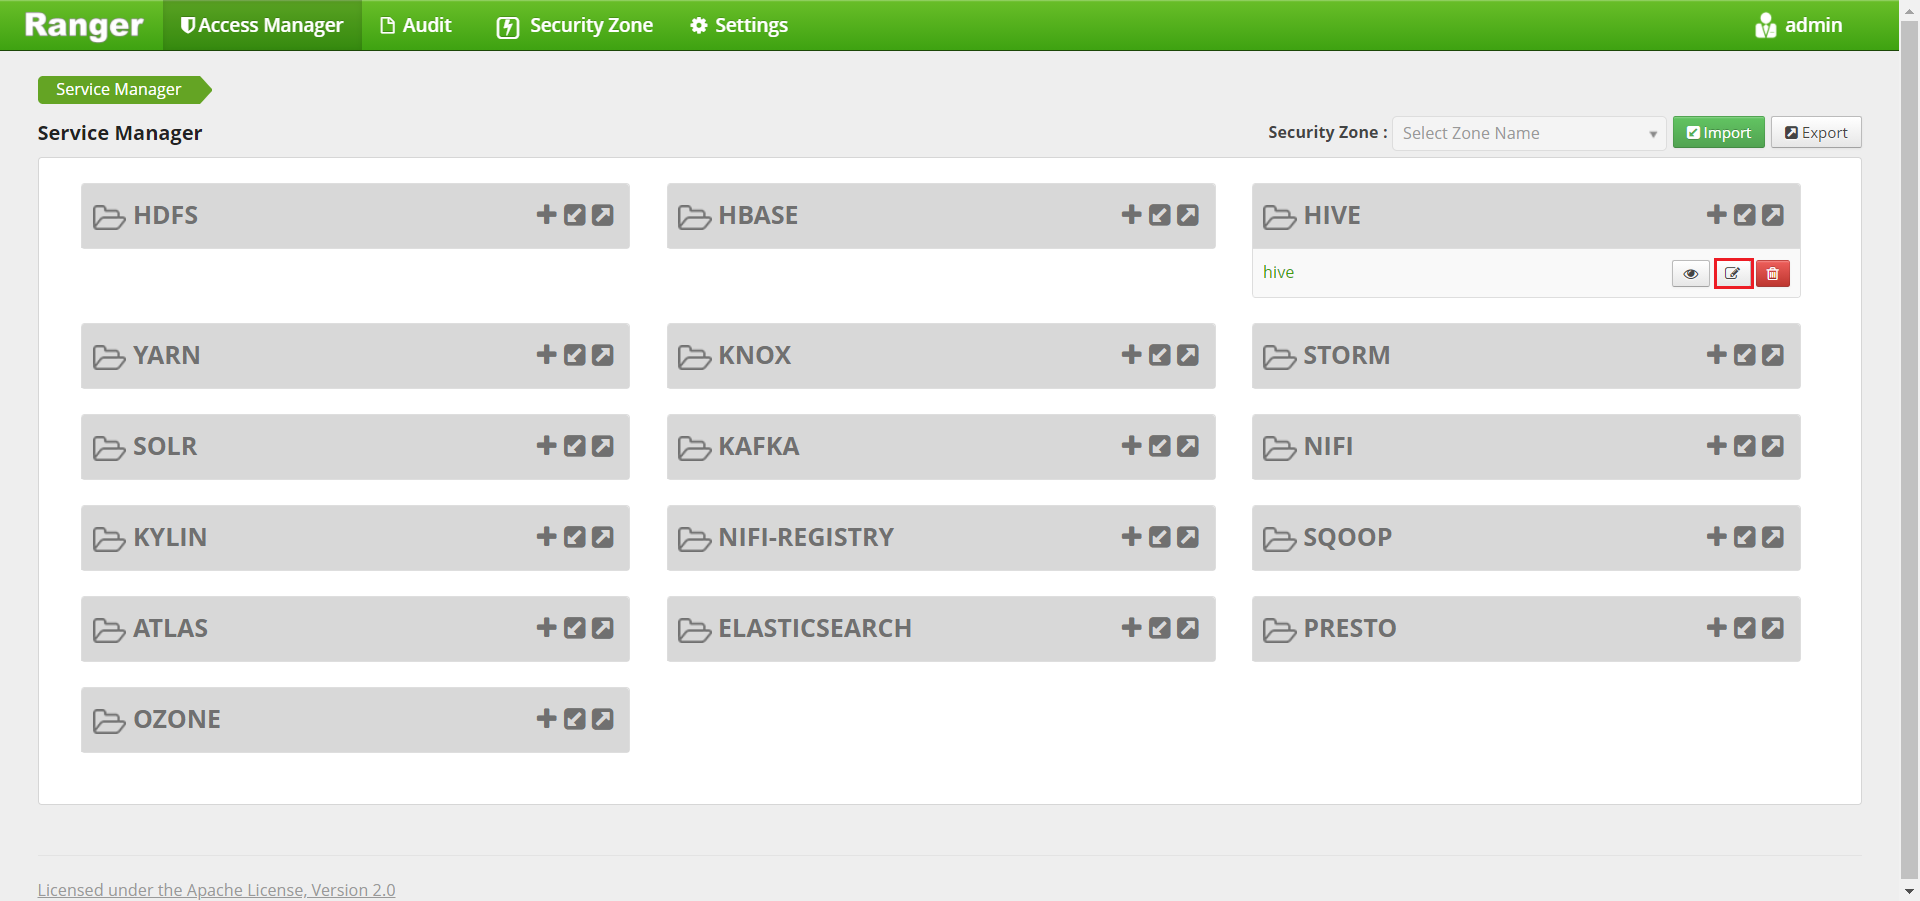 Ranger Access Manager Audit Security Zone Settings admin
Service Manager
Service Manager Security Zone : Select Zone Name Import Export
HDFS HBASE HIVE
hive
YARN KNOX STORM
SOLR KAFKA NIFI
KYLIN NIFI-REGISTRY SQOOP
ATLAS ELASTICSEARCH PRESTO
OZONE
Licensed under the Apache License, Version 2.0